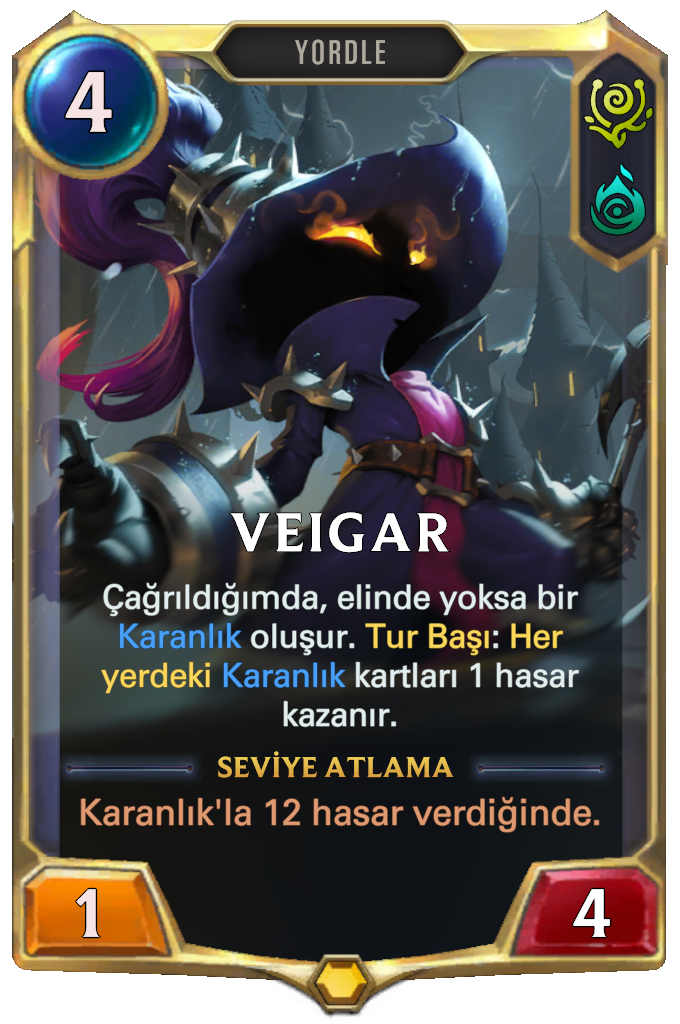 4
YORDLE
VEIGAR
Çağrıldığımda, elinde yoksa bir
Karanlık oluşur. Tur Başı: Her
yerdeki Karanlık kartları 1 hasar
kazanır.
SEVİYE ATLAMA
Karanlık'la 12 hasar verdiğinde.
1
4